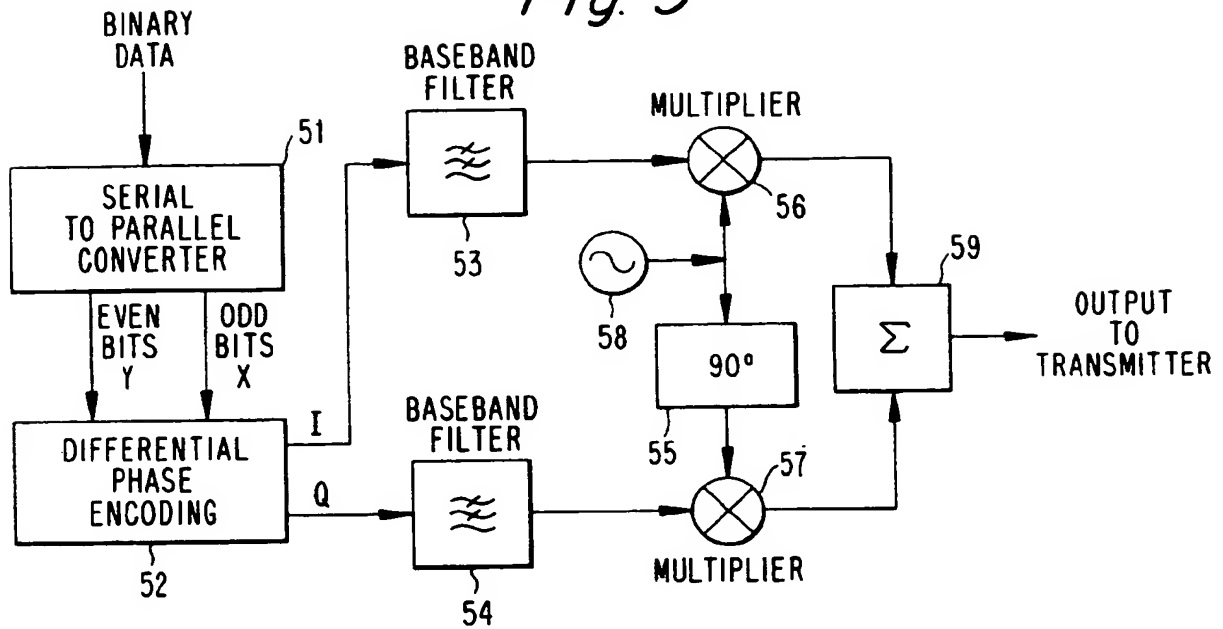 Fig. 5
BINARY
DATA
BASEBAND
FILTER
MULTIPLIER
51
SERIAL
TO PARALLEL
CONVERTER
53
56
58
59
Σ
OUTPUT
TO
TRANSMITTER
EVEN
BITS
Y
ODD
BITS
X
90°
55
I
BASEBAND
FILTER
DIFFERENTIAL
PHASE
ENCODING
Q
57
MULTIPLIER
52
54